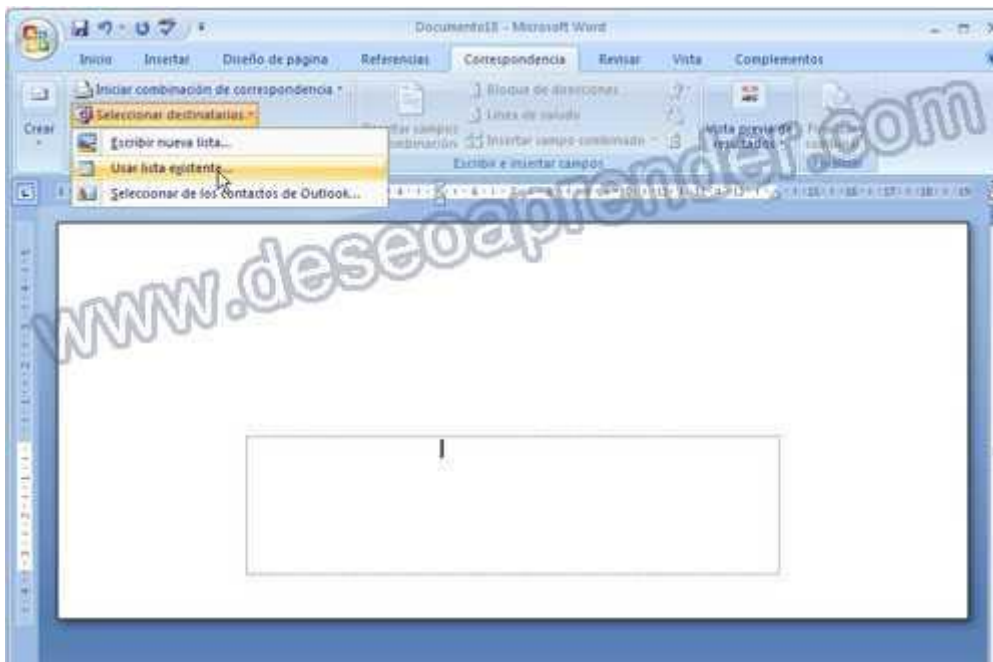 Documento18 - Microsoft Word
Inicio Insertar Diseño de página Referencias Correspondencia Revisar Vista Complementos
Iniciar combinación de correspondencia
Seleccionar destinatarios
Crear
Escribir nueva lista...
Usar lista existente...
Seleccionar de los contactos de Outlook...
Bloque de direcciones
Línea de saludo
Insertar campo combinado
Escribir e insertar campos
Vista previa de
resultados
www.deseoaprender.com